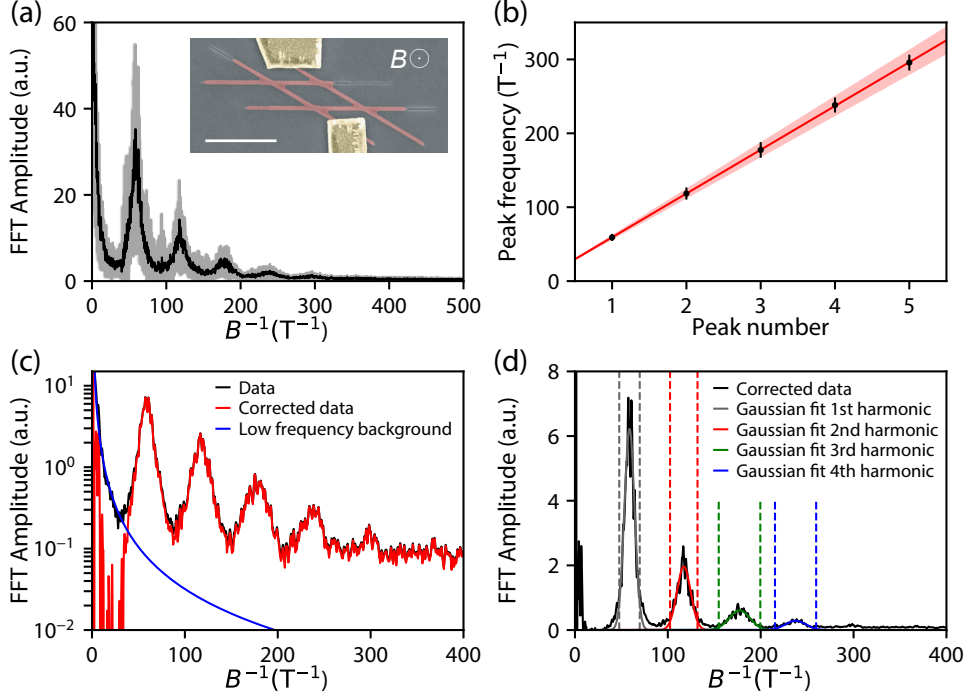 (a)
60
40
20
0
FFT Amplitude (a.u.)
B⊙
0 100 200 300 400 500
B⁻¹(T⁻¹)
(b)
300
200
100
0
Peak frequency (T⁻¹)
1 2 3 4 5
Peak number
(c)
10¹
10⁰
10⁻¹
10⁻²
FFT Amplitude (a.u.)
Data
Corrected data
Low frequency background
0 100 200 300 400
B⁻¹(T⁻¹)
(d)
8
6
4
2
0
FFT Amplitude (a.u.)
Corrected data
Gaussian fit 1st harmonic
Gaussian fit 2nd harmonic
Gaussian fit 3rd harmonic
Gaussian fit 4th harmonic
0 100 200 300 400
B⁻¹(T⁻¹)